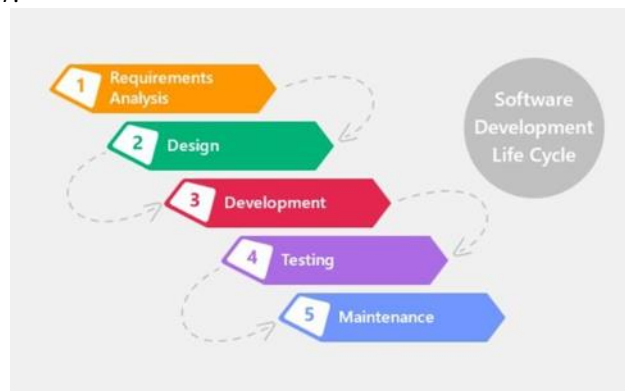 1
Requirements
Analysis
2
Design
3
Development
4
Testing
5
Maintenance
Software
Development
Life Cycle